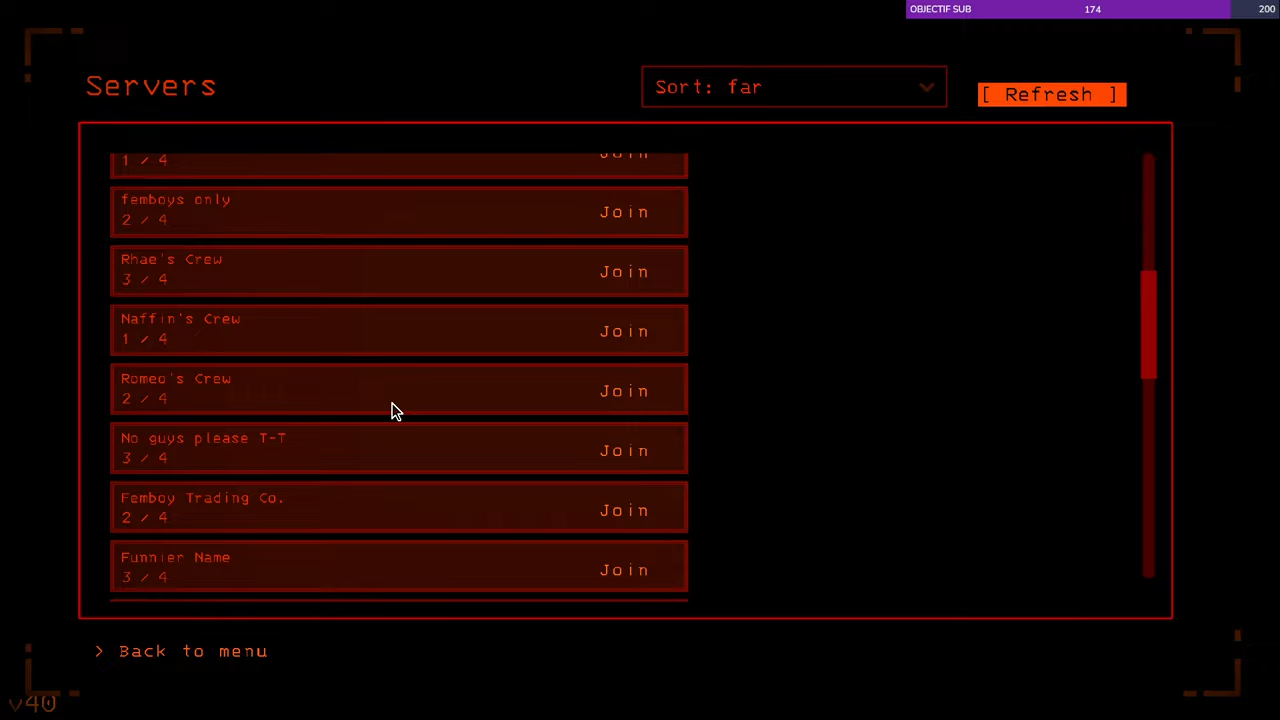 OBJECTIF SUB 174 200
Servers
Sort: far
[ Refresh ]
1 / 4
Join
femboys only
2 / 4
Join
Rhae's Crew
3 / 4
Join
Naffin's Crew
1 / 4
Join
Romeo's Crew
2 / 4
Join
No guys please T-T
3 / 4
Join
Femboy Trading Co.
2 / 4
Join
Funnier Name
3 / 4
Join
> Back to menu
v40